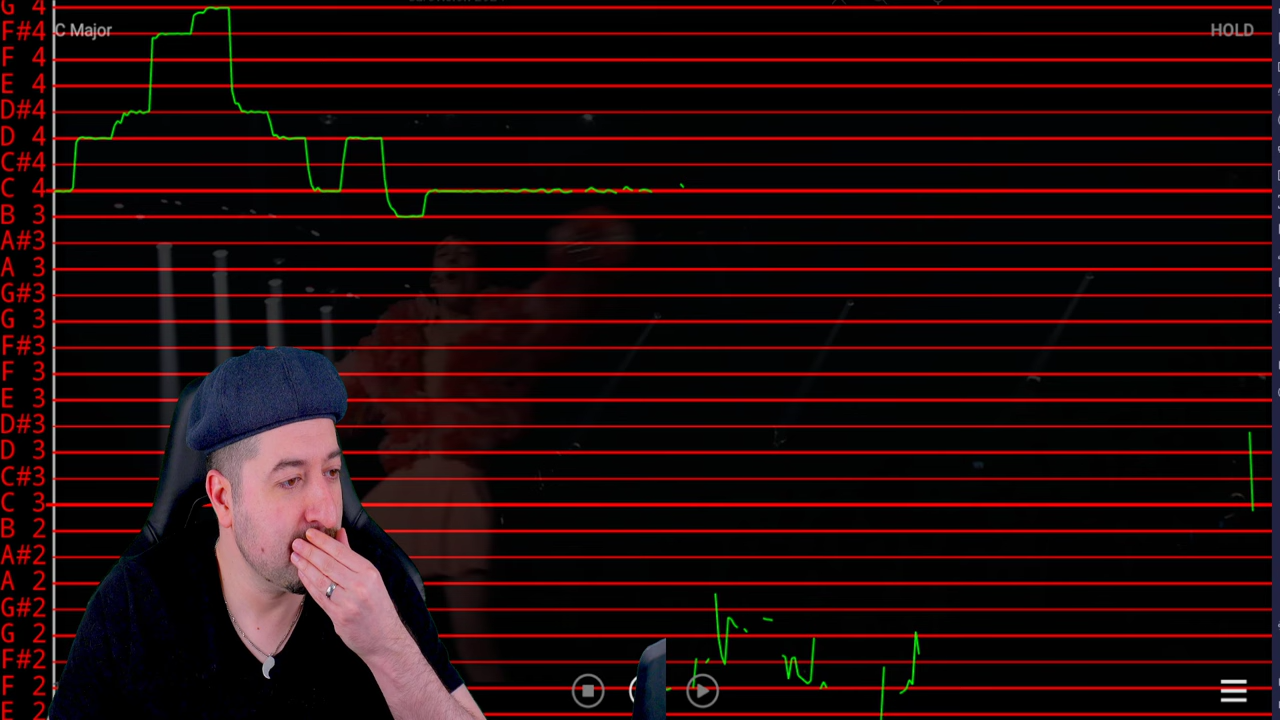 G 4
F#4
C Major
HOLD
F 4
E 4
D#4
D 4
C#4
C 4
B 3
A#3
A 3
G#3
G 3
F#3
F 3
E 3
D#3
D 3
C#3
C 3
B 2
A#2
A 2
G#2
G 2
F#2
F 2
E 2